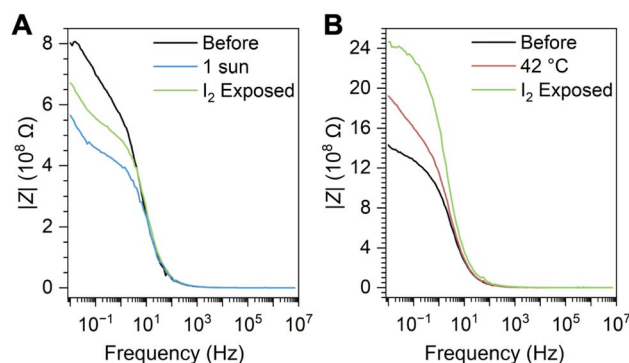 A
B
Before
1 sun
I₂ Exposed
Before
42 °C
I₂ Exposed
|Z| (10⁸ Ω)
8
6
4
2
0
|Z| (10⁸ Ω)
24
20
16
12
8
4
0
10⁻¹ 10¹ 10³ 10⁵ 10⁷
10⁻¹ 10¹ 10³ 10⁵ 10⁷
Frequency (Hz)
Frequency (Hz)